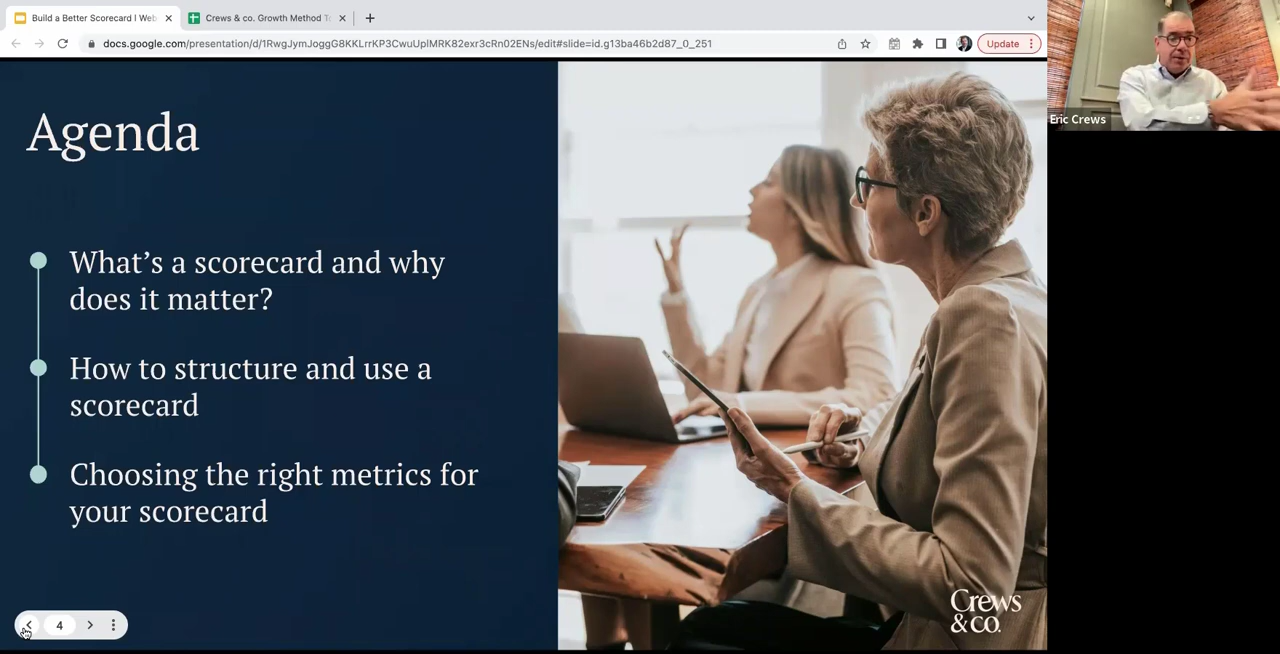 Build a Better Scorecard I Web
Crews & co. Growth Method To
docs.google.com/presentation/d/1RwgJymJoggG8KKLrrKP3CwuUplMRK82exr3cRn02ENs/edit#slide=id.g13ba46b2d87_0_251
Update
Eric Crews
Agenda
What’s a scorecard and why
does it matter?
How to structure and use a
scorecard
Choosing the right metrics for
your scorecard
4
Crews
& CO.